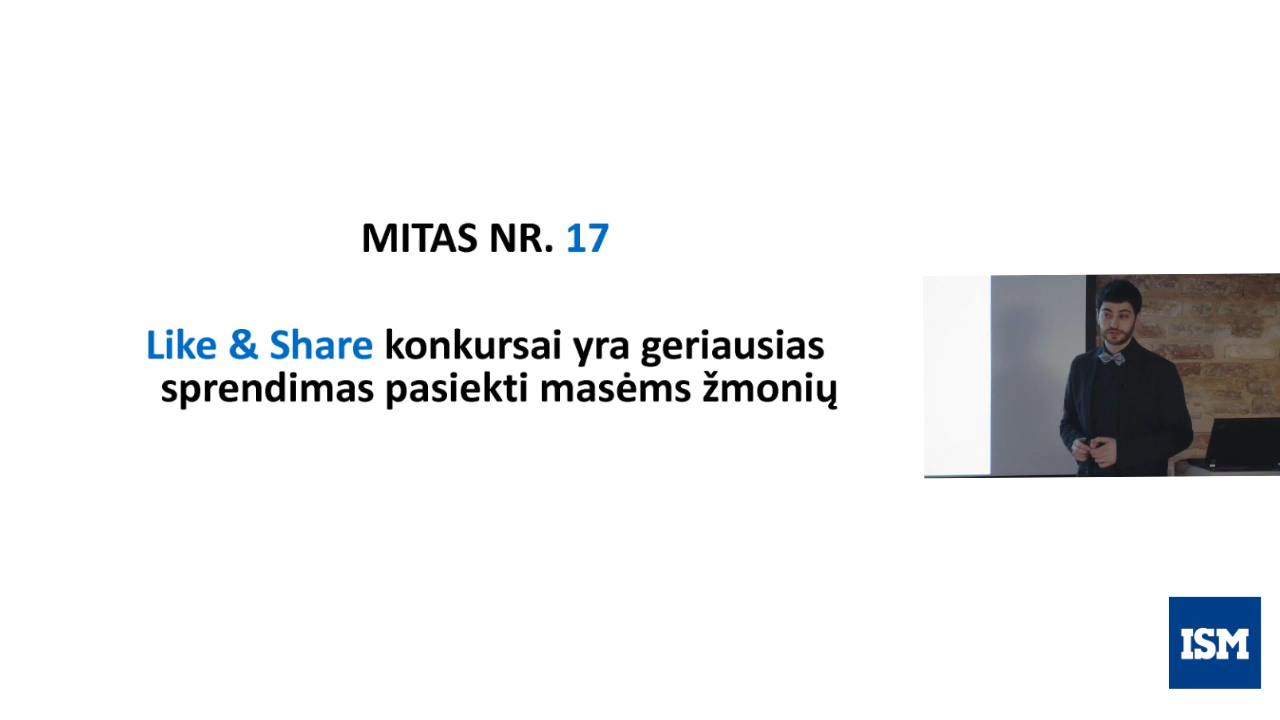 MITAS NR. 17
Like & Share konkursai yra geriausias
sprendimas pasiekti masėms žmonių
ISM